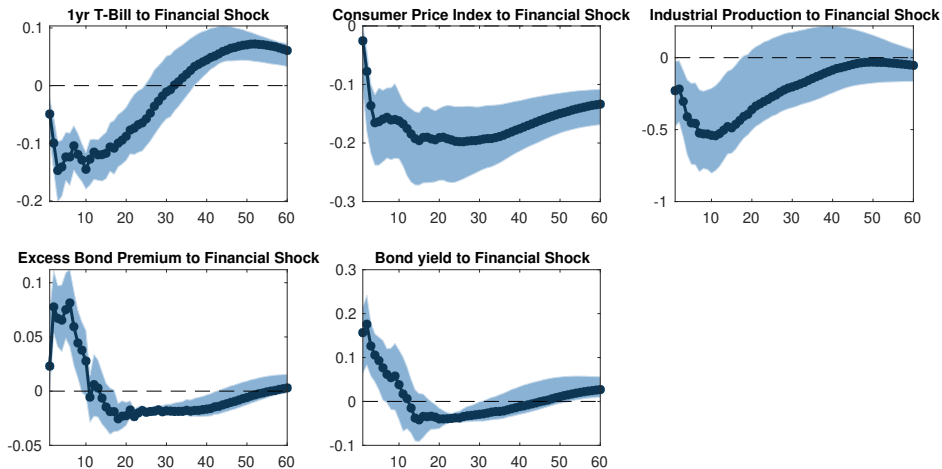 1yr T-Bill to Financial Shock
0.1
0
-0.1
-0.2
10 20 30 40 50 60
Consumer Price Index to Financial Shock
0
-0.1
-0.2
-0.3
10 20 30 40 50 60
Industrial Production to Financial Shock
0
-0.5
-1
10 20 30 40 50 60
Excess Bond Premium to Financial Shock
0.1
0.05
0
-0.05
10 20 30 40 50 60
Bond yield to Financial Shock
0.3
0.2
0.1
0
-0.1
10 20 30 40 50 60